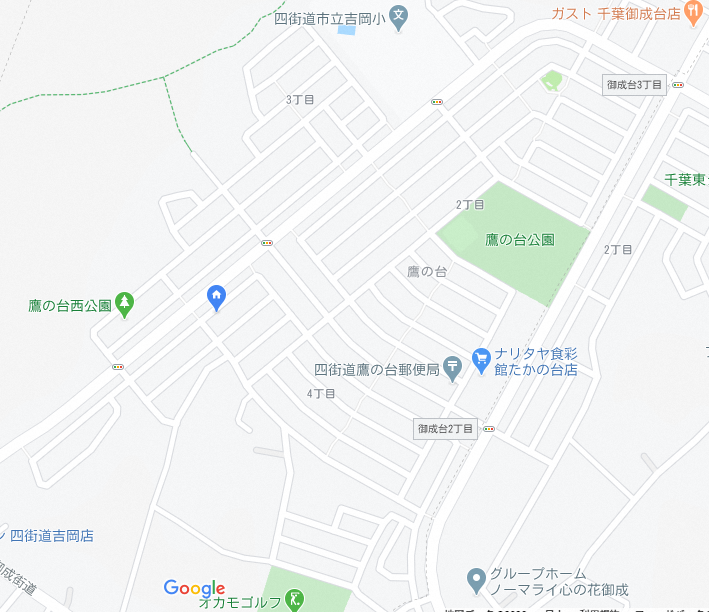 四街道市立吉岡小
ガスト 千葉御成台店
御成台3丁目
3丁目
千葉東
2丁目
鷹の台公園
2丁目
鷹の台
鷹の台西公園
ナリタヤ食彩
館たかの台店
四街道鷹の台郵便局
4丁目
御成台2丁目
四街道吉岡店
御成街道
グループホーム
ノーマライ心の花御成
Google
オカモゴルフ